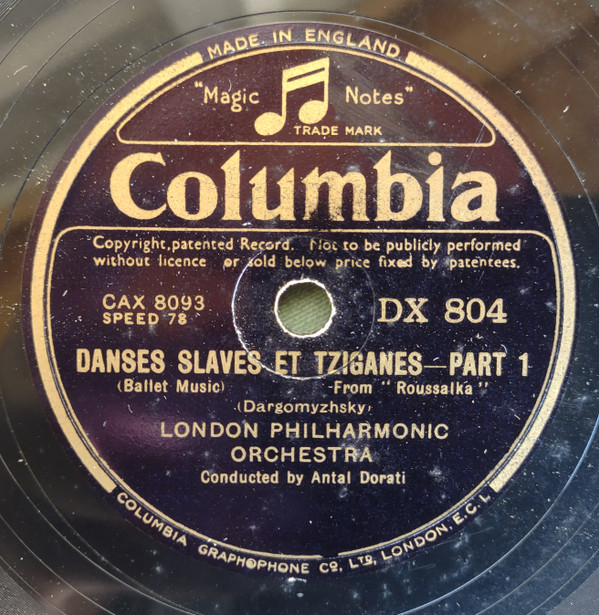 MADE IN ENGLAND
"Magic Notes"
TRADE MARK
Columbia
Copyright, patented Record. Not to be publicly performed
without licence or sold below price fixed by patentees.
CAX 8093 DX 804
SPEED 78
DANSES SLAVES ET TZIGANES—PART 1
(Ballet Music) -From "Roussalka"
(Dargomyzhsky)
LONDON PHILHARMONIC
ORCHESTRA
Conducted by Antal Dorati
COLUMBIA GRAPHOPHONE CO, LTD, LONDON. E.C.1.